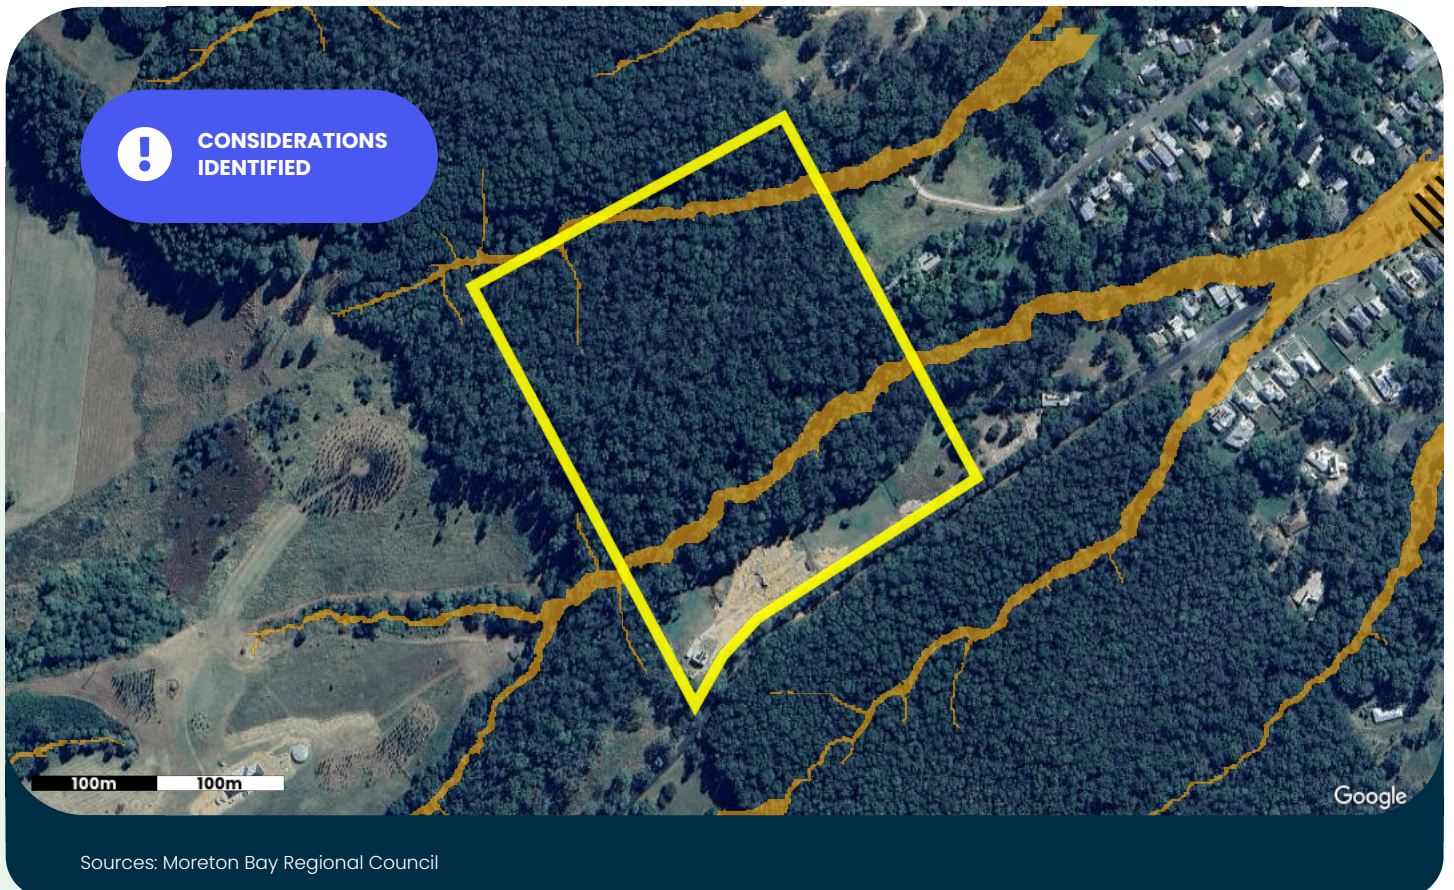 CONSIDERATIONS
IDENTIFIED
100m 100m
Google
Sources: Moreton Bay Regional Council